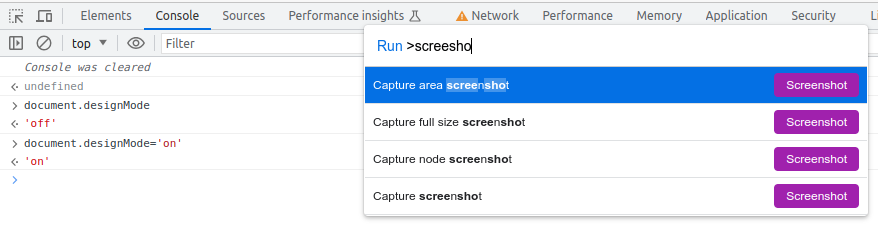 Elements Console Sources Performance insights Network Performance Memory Application Security
top Filter
Run >screesho
Console was cleared
undefined
document.designMode
'off'
document.designMode='on'
'on'
Capture area screenshot Screenshot
Capture full size screenshot Screenshot
Capture node screenshot Screenshot
Capture screenshot Screenshot